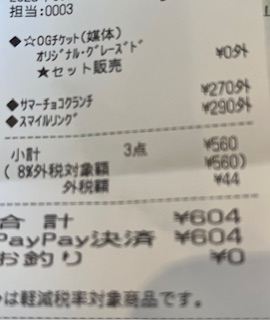 担当:0003
◆☆OGチケット(媒体)
オリジナル・グレーズド ¥0外
★セット販売
¥270外
◆サマーチョコクランチ ¥290外
◆スマイルリング
小計 3点 ¥560
( 8%外税対象額 ¥560)
外税額 ¥44
合計 ¥604
PayPay決済 ¥604
お釣り ¥0
は軽減税率対象商品です。